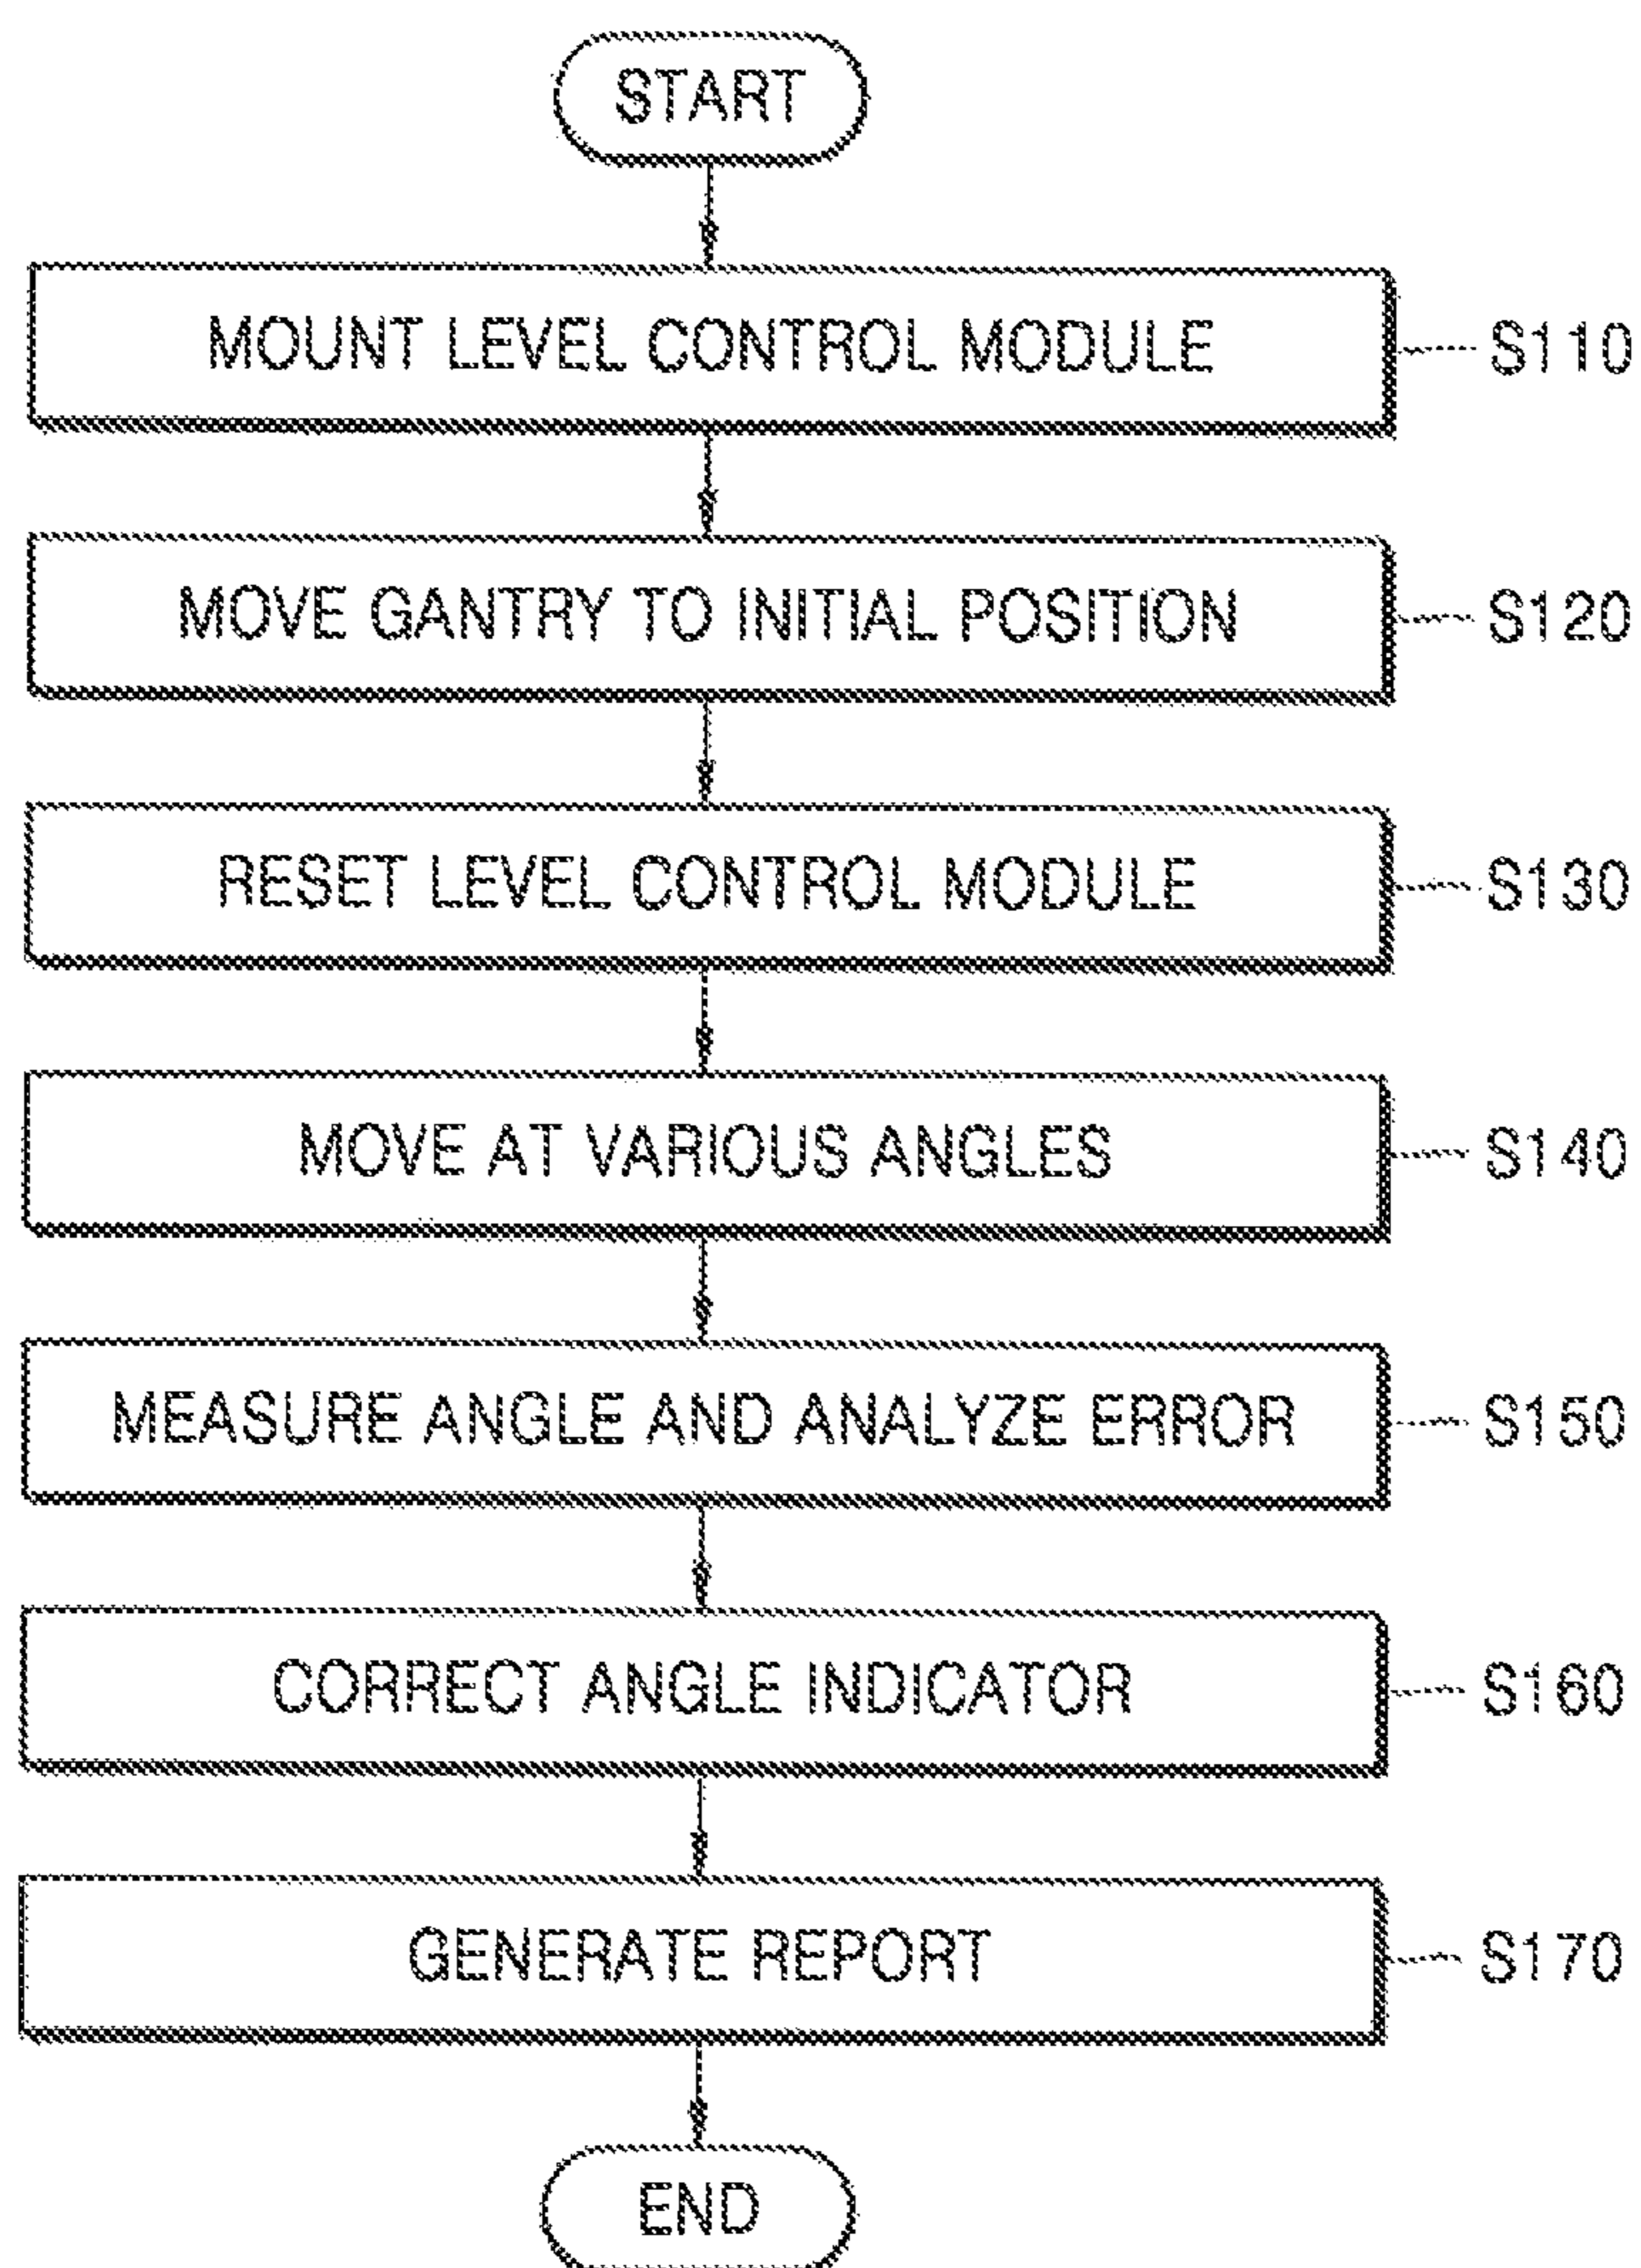 START
MOUNT LEVEL CONTROL MODULE S110
MOVE GANTRY TO INITIAL POSITION S120
RESET LEVEL CONTROL MODULE S130
MOVE AT VARIOUS ANGLES S140
MEASURE ANGLE AND ANALYZE ERROR S150
CORRECT ANGLE INDICATOR S160
GENERATE REPORT S170
END